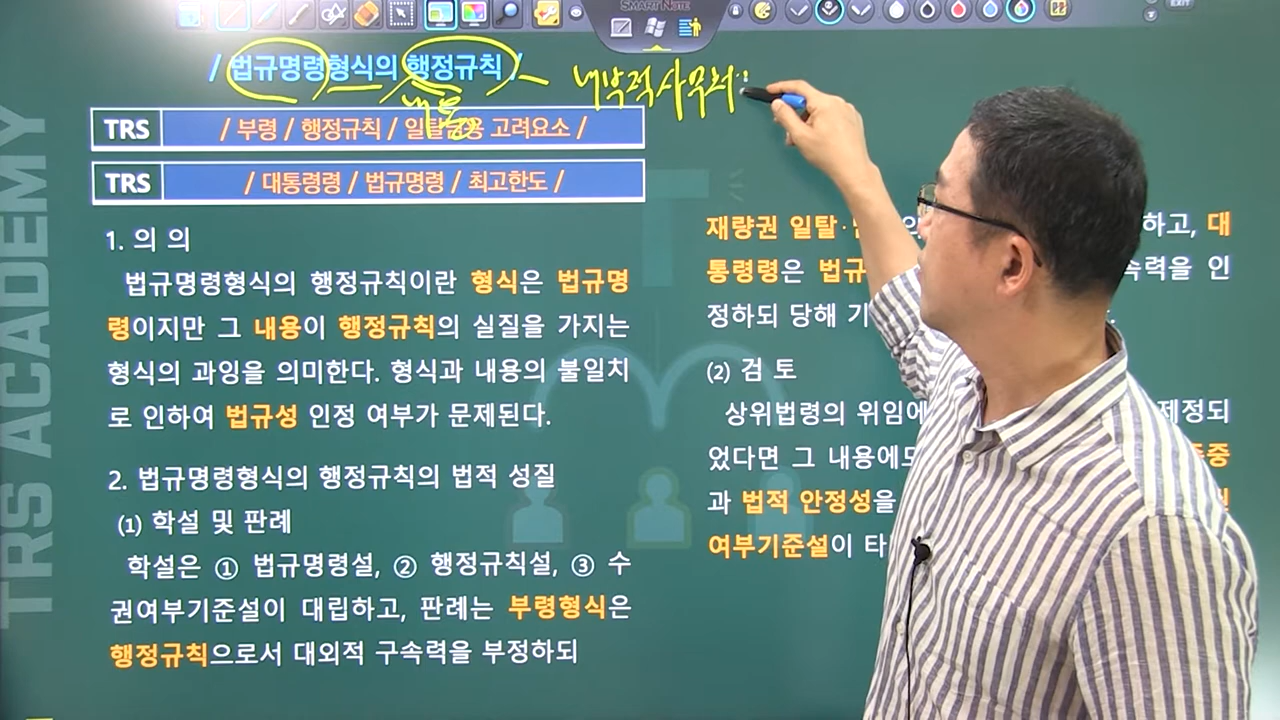 SMART NOTE
EXIT
/ 법규명령형식의 행정규칙 /
내부적사무처
TRS / 부령 / 행정규칙 / 일탈남용 고려요소 /
TRS / 대통령령 / 법규명령 / 최고한도 /
TRS ACADEMY
1. 의 의
법규명령형식의 행정규칙이란 형식은 법규명
령이지만 그 내용이 행정규칙의 실질을 가지는
형식의 과잉을 의미한다. 형식과 내용의 불일치
로 인하여 법규성 인정 여부가 문제된다.
2. 법규명령형식의 행정규칙의 법적 성질
⑴ 학설 및 판례
학설은 ① 법규명령설, ② 행정규칙설, ③ 수
권여부기준설이 대립하고, 판례는 부령형식은
행정규칙으로서 대외적 구속력을 부정하되
재량권 일탈· 하고, 대
통령령은 법규 속력을 인
정하되 당해 기
⑵ 검 토
상위법령의 위임에 제정되
었다면 그 내용에도
과 법적 안정성을
여부기준설이 타